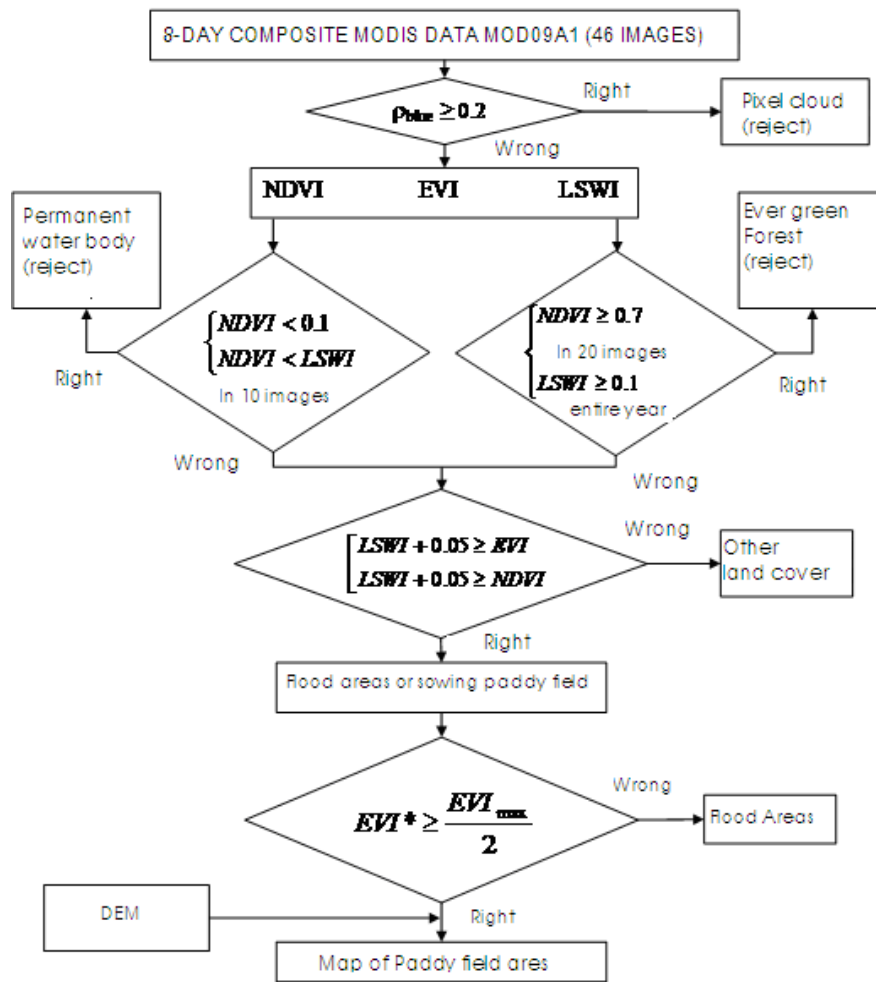 8-DAY COMPOSITE MODIS DATA MOD09A1 (46 IMAGES)
Right
ρblue ≥ 0.2
Pixel cloud
(reject)
Wrong
NDVI EVI LSWI
Permanent
water body
(reject)
Ever green
Forest
(reject)
NDVI < 0.1
NDVI < LSWI
In 10 images
Right
NDVI ≥ 0.7
In 20 images
LSWI ≥ 0.1
entire year
Right
Wrong
Wrong
LSWI + 0.05 ≥ EVI
LSWI + 0.05 ≥ NDVI
Wrong
Other
land cover
Right
Flood areas or sowing paddy field
EVI* ≥ EVI max / 2
Wrong
Flood Areas
DEM
Right
Map of Paddy field ares